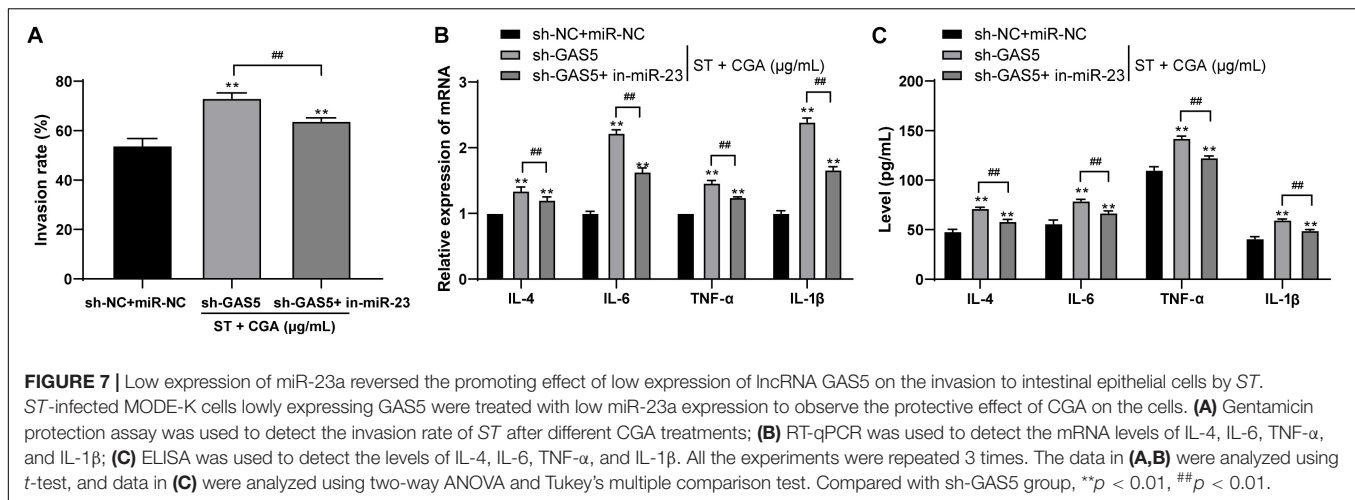 A
##
**
**
80
60
40
20
0
Invasion rate (%)
sh-NC+miR-NC
sh-GAS5
sh-GAS5+ in-miR-23
ST + CGA (μg/mL)
B
sh-NC+miR-NC
sh-GAS5
sh-GAS5+ in-miR-23
ST + CGA (μg/mL)
Relative expression of mRNA
3
2
1
0
##
**
**
##
**
**
##
**
**
##
**
**
IL-4
IL-6
TNF-α
IL-1β
C
sh-NC+miR-NC
sh-GAS5
sh-GAS5+ in-miR-23
ST + CGA (μg/mL)
Level (pg/mL)
200
150
100
50
0
##
**
**
##
**
**
##
**
**
##
**
**
IL-4
IL-6
TNF-α
IL-1β
FIGURE 7 | Low expression of miR-23a reversed the promoting effect of low expression of lncRNA GAS5 on the invasion to intestinal epithelial cells by ST.
ST-infected MODE-K cells lowly expressing GAS5 were treated with low miR-23a expression to observe the protective effect of CGA on the cells. (A) Gentamicin
protection assay was used to detect the invasion rate of ST after different CGA treatments; (B) RT-qPCR was used to detect the mRNA levels of IL-4, IL-6, TNF-α,
and IL-1β; (C) ELISA was used to detect the levels of IL-4, IL-6, TNF-α, and IL-1β. All the experiments were repeated 3 times. The data in (A,B) were analyzed using
t-test, and data in (C) were analyzed using two-way ANOVA and Tukey's multiple comparison test. Compared with sh-GAS5 group, **p < 0.01, ##p < 0.01.